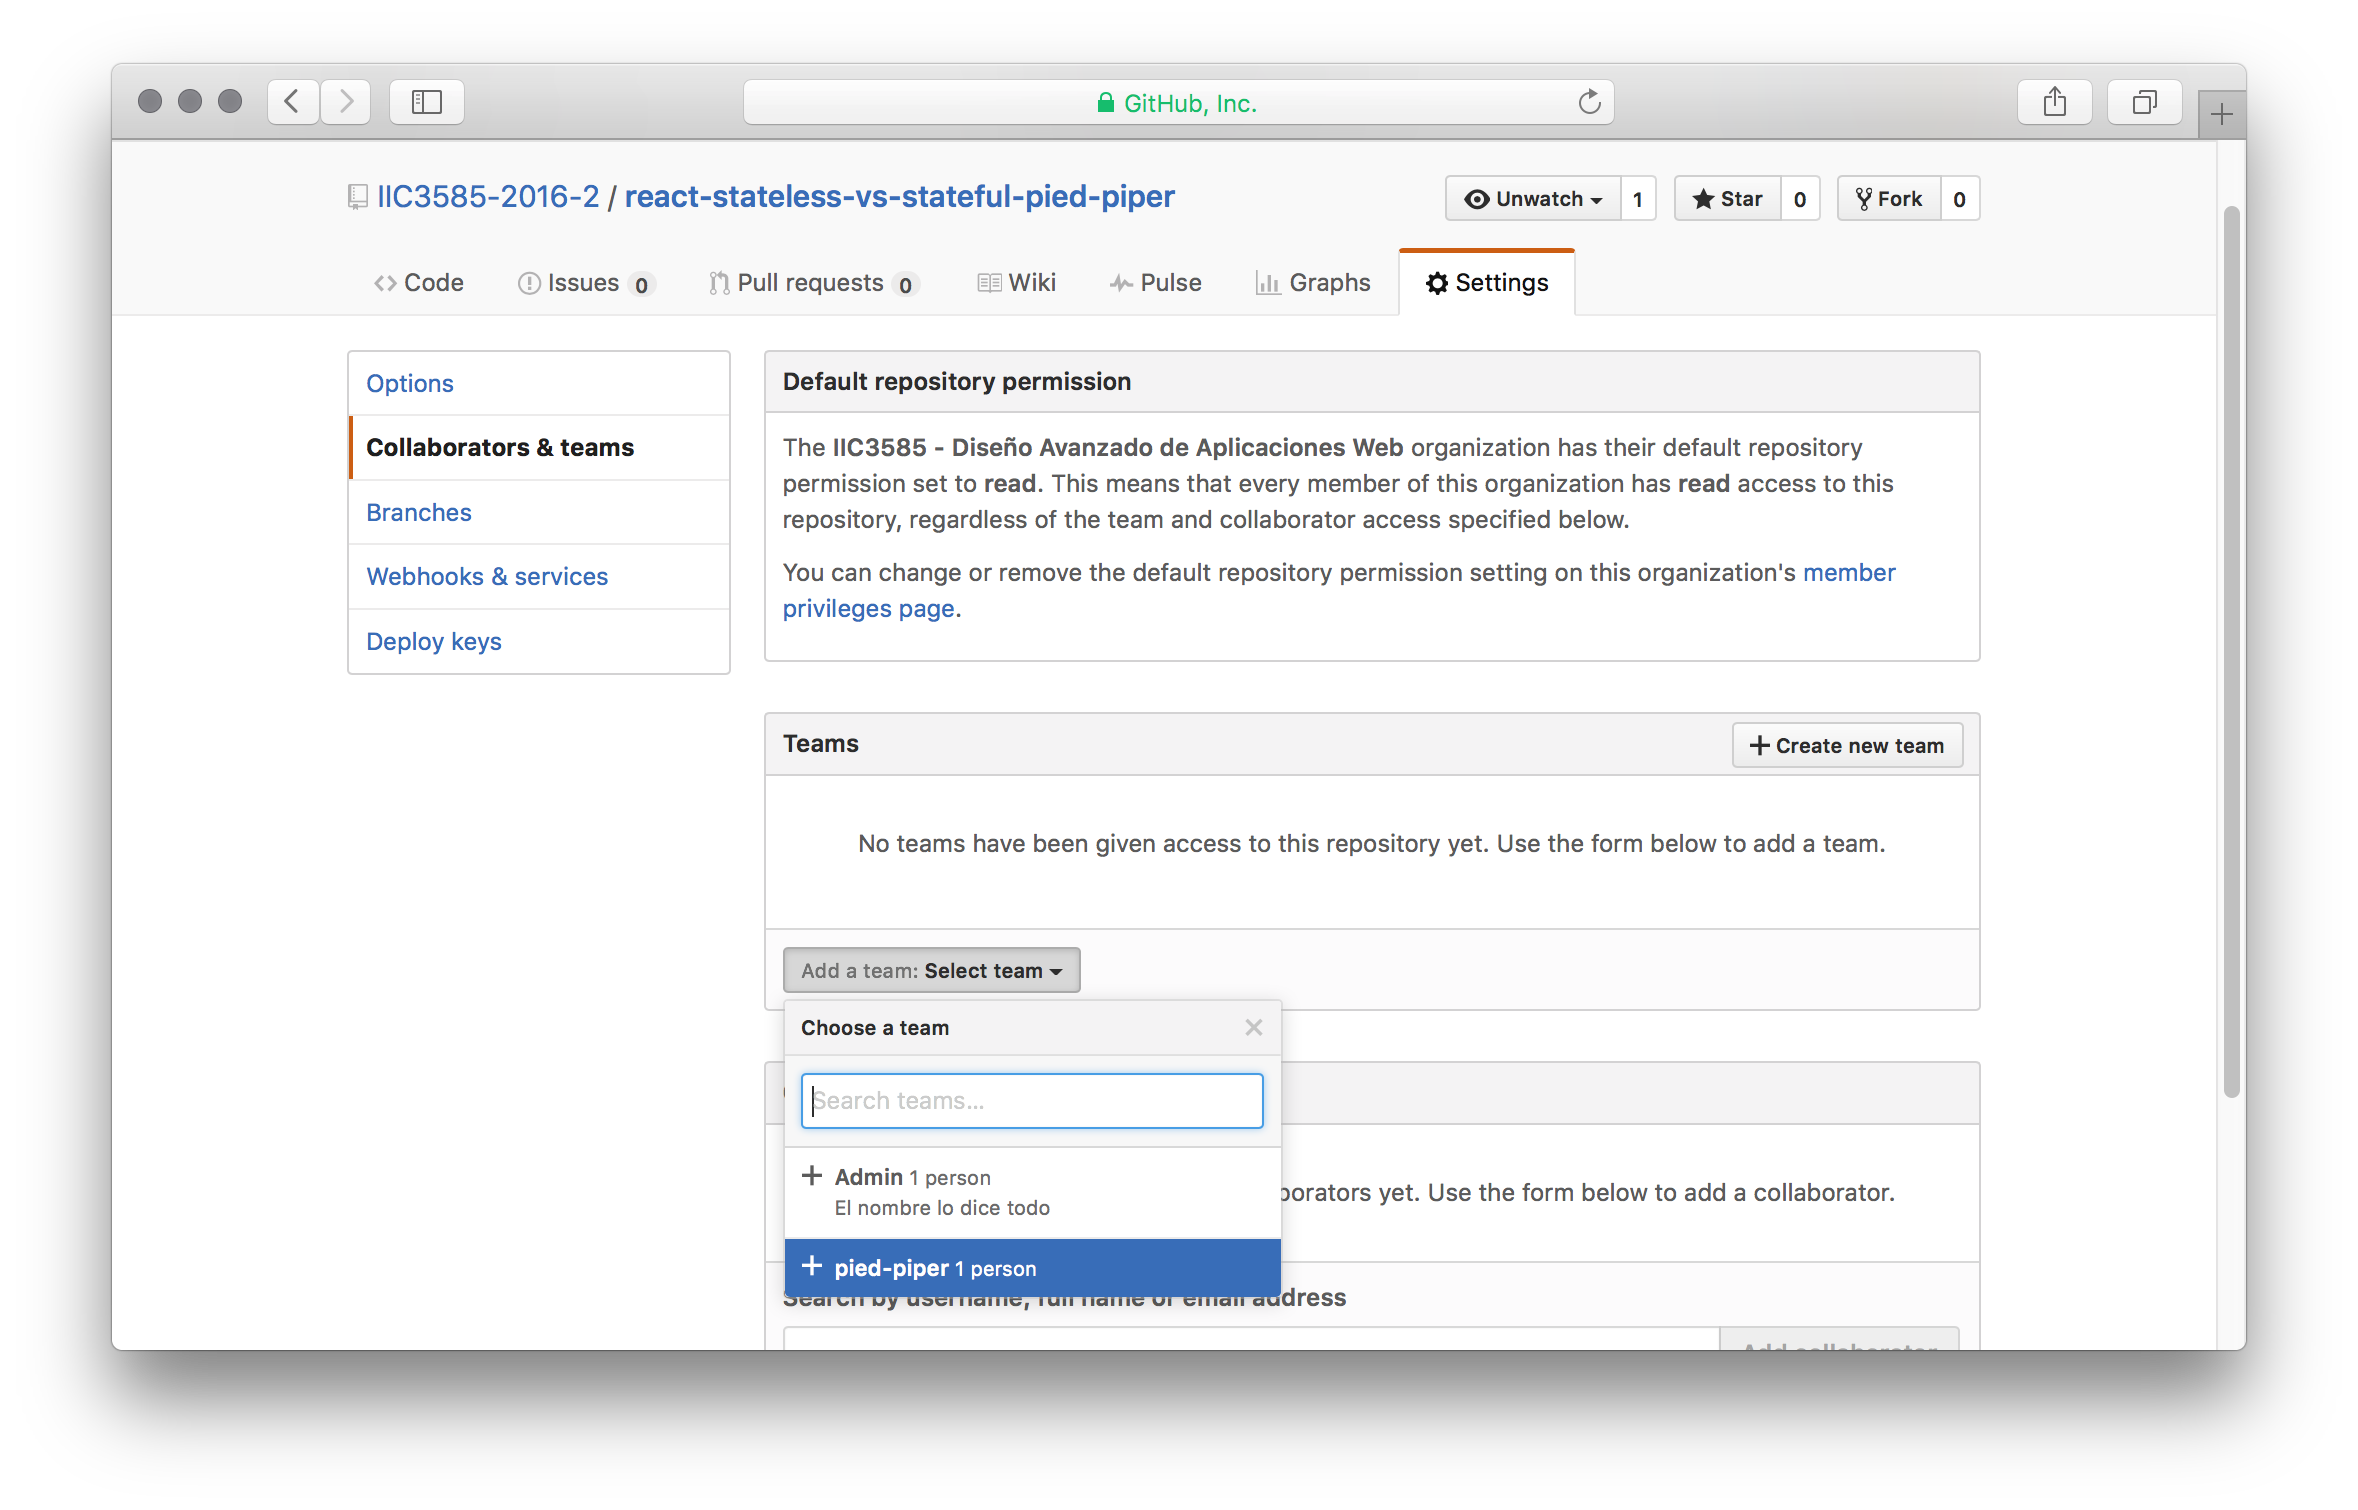 GitHub, Inc.
IIC3585-2016-2 / react-stateless-vs-stateful-pied-piper
Unwatch 1 Star 0 Fork 0
Code Issues 0 Pull requests 0 Wiki Pulse Graphs Settings
Options
Collaborators & teams
Branches
Webhooks & services
Deploy keys
Default repository permission
The IIC3585 - Diseño Avanzado de Aplicaciones Web organization has their default repository
permission set to read. This means that every member of this organization has read access to this
repository, regardless of the team and collaborator access specified below.
You can change or remove the default repository permission setting on this organization's member
privileges page.
Teams
Create new team
No teams have been given access to this repository yet. Use the form below to add a team.
Add a team: Select team
Choose a team
Search teams...
Admin 1 person
El nombre lo dice todo
pied-piper 1 person
yet. Use the form below to add a collaborator.
Search by username, full name or email address
Add collaborator